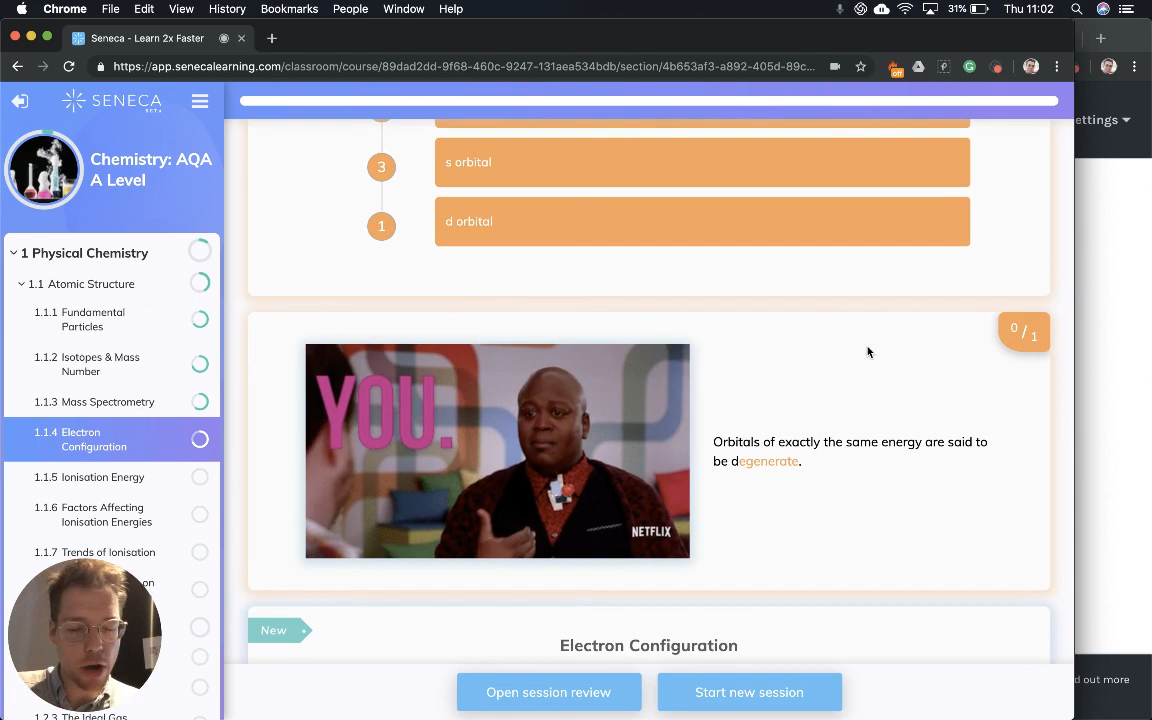 Chrome File Edit View History Bookmarks People Window Help 31% Thu 11:02
Seneca - Learn 2x Faster
https://app.senecalearning.com/classroom/course/89dad2dd-9f68-460c-9247-131aea534bdb/section/4b653af3-a892-405d-89c...
off
ettings
SENECA
BETA
Chemistry: AQA
A Level
1 Physical Chemistry
1.1 Atomic Structure
1.1.1 Fundamental
Particles
1.1.2 Isotopes & Mass
Number
1.1.3 Mass Spectrometry
1.1.4 Electron
Configuration
1.1.5 Ionisation Energy
1.1.6 Factors Affecting
Ionisation Energies
1.1.7 Trends of Ionisation
on
1.2.3 The Ideal Gas
3 s orbital
1 d orbital
0 / 1
YOU.
NETFLIX
Orbitals of exactly the same energy are said to
be degenerate.
New
Electron Configuration
Open session review
Start new session
d out more